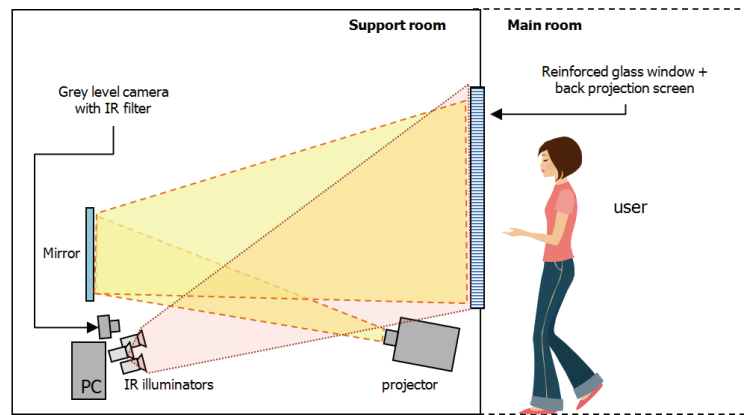 Support room
Main room
Grey level camera
with IR filter
Reinforced glass window +
back projection screen
user
Mirror
PC
IR illuminators
projector